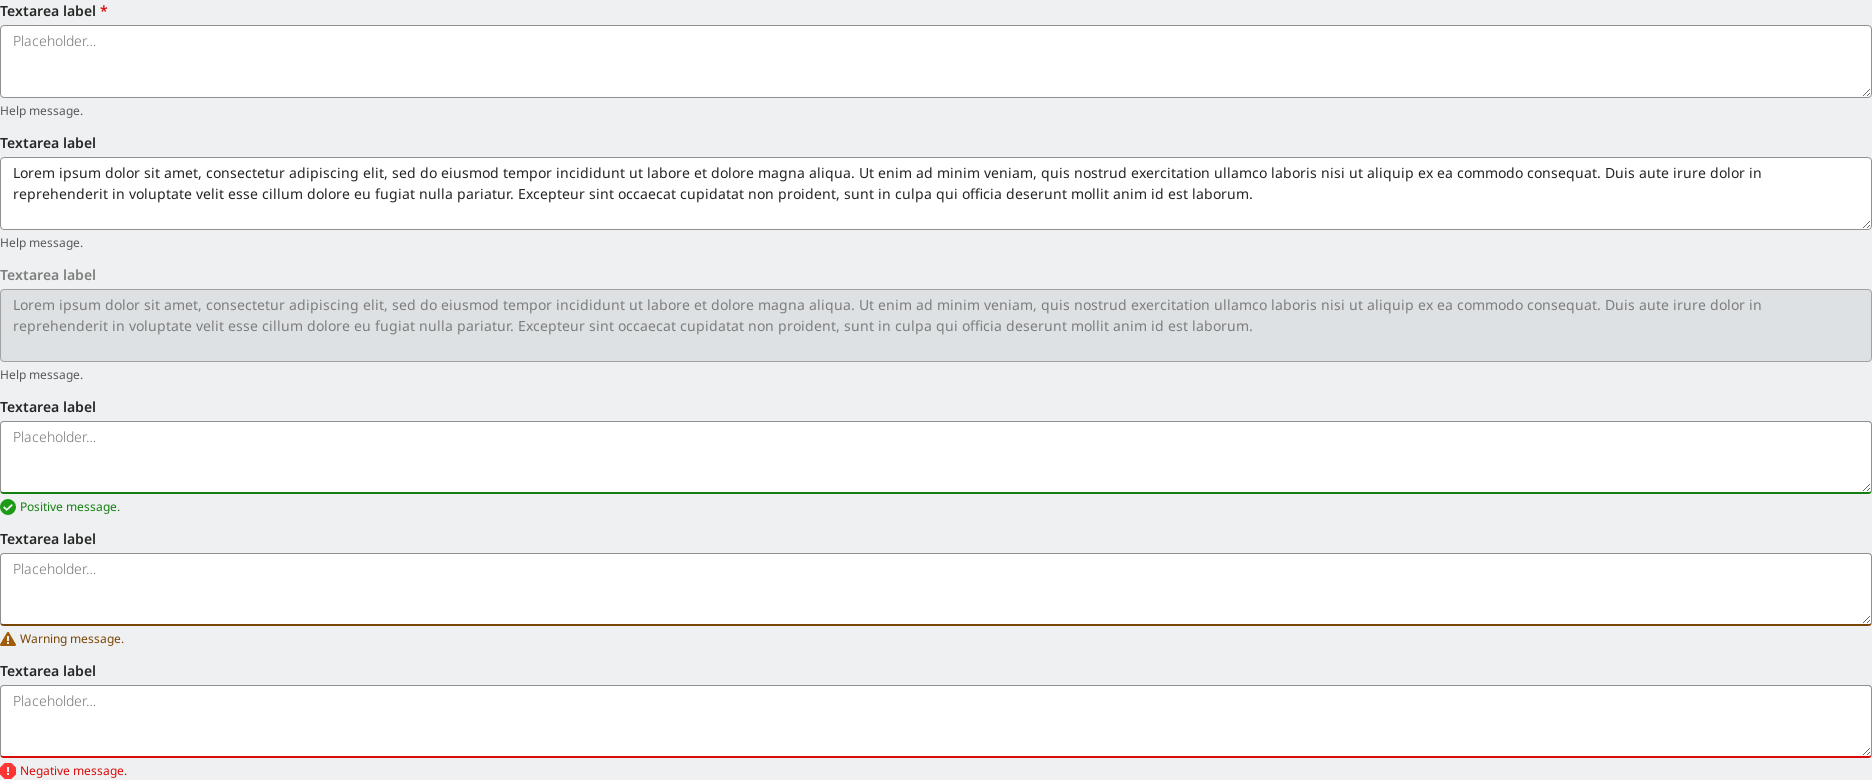 Textarea label *
Placeholder...
Help message.
Textarea label
Lorem ipsum dolor sit amet, consectetur adipiscing elit, sed do eiusmod tempor incididunt ut labore et dolore magna aliqua. Ut enim ad minim veniam, quis nostrud exercitation ullamco laboris nisi ut aliquip ex ea commodo consequat. Duis aute irure dolor in
reprehenderit in voluptate velit esse cillum dolore eu fugiat nulla pariatur. Excepteur sint occaecat cupidatat non proident, sunt in culpa qui officia deserunt mollit anim id est laborum.
Help message.
Textarea label
Lorem ipsum dolor sit amet, consectetur adipiscing elit, sed do eiusmod tempor incididunt ut labore et dolore magna aliqua. Ut enim ad minim veniam, quis nostrud exercitation ullamco laboris nisi ut aliquip ex ea commodo consequat. Duis aute irure dolor in
reprehenderit in voluptate velit esse cillum dolore eu fugiat nulla pariatur. Excepteur sint occaecat cupidatat non proident, sunt in culpa qui officia deserunt mollit anim id est laborum.
Help message.
Textarea label
Placeholder...
Positive message.
Textarea label
Placeholder...
Warning message.
Textarea label
Placeholder...
Negative message.